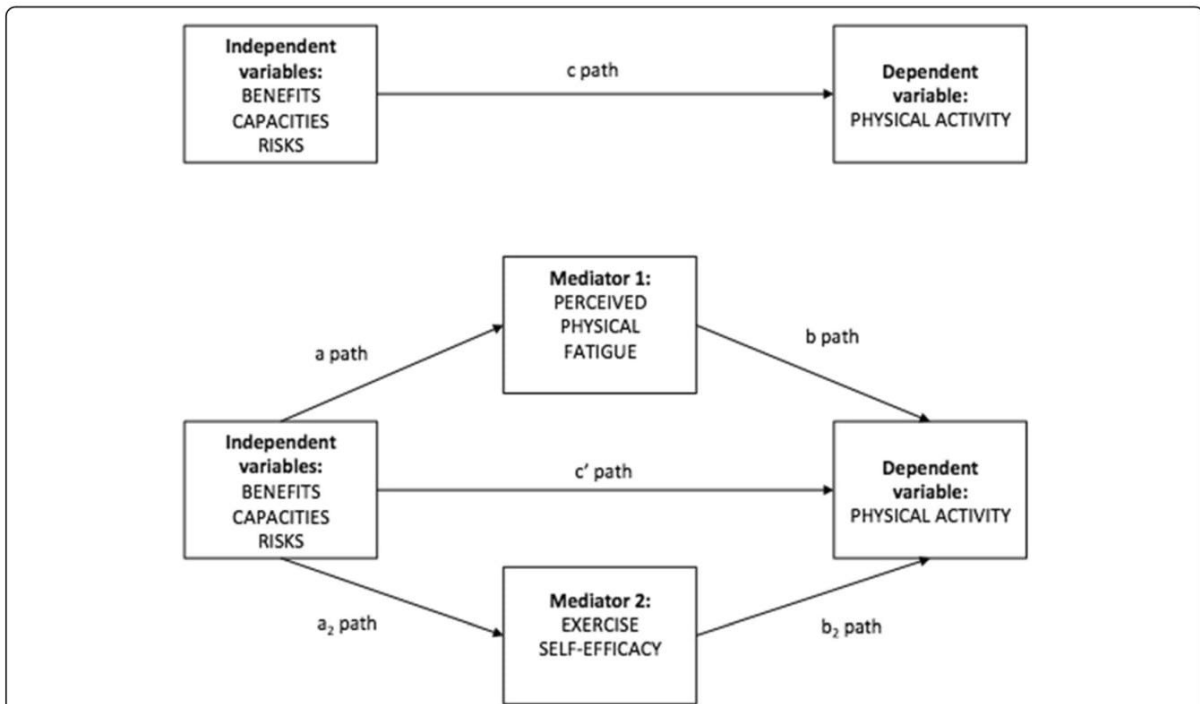 Independent
variables:
BENEFITS
CAPACITIES
RISKS
c path
Dependent
variable:
PHYSICAL ACTIVITY
Mediator 1:
PERCEIVED
PHYSICAL
FATIGUE
a path
b path
Independent
variables:
BENEFITS
CAPACITIES
RISKS
c' path
Dependent
variable:
PHYSICAL ACTIVITY
a₂ path
Mediator 2:
EXERCISE
SELF-EFFICACY
b₂ path